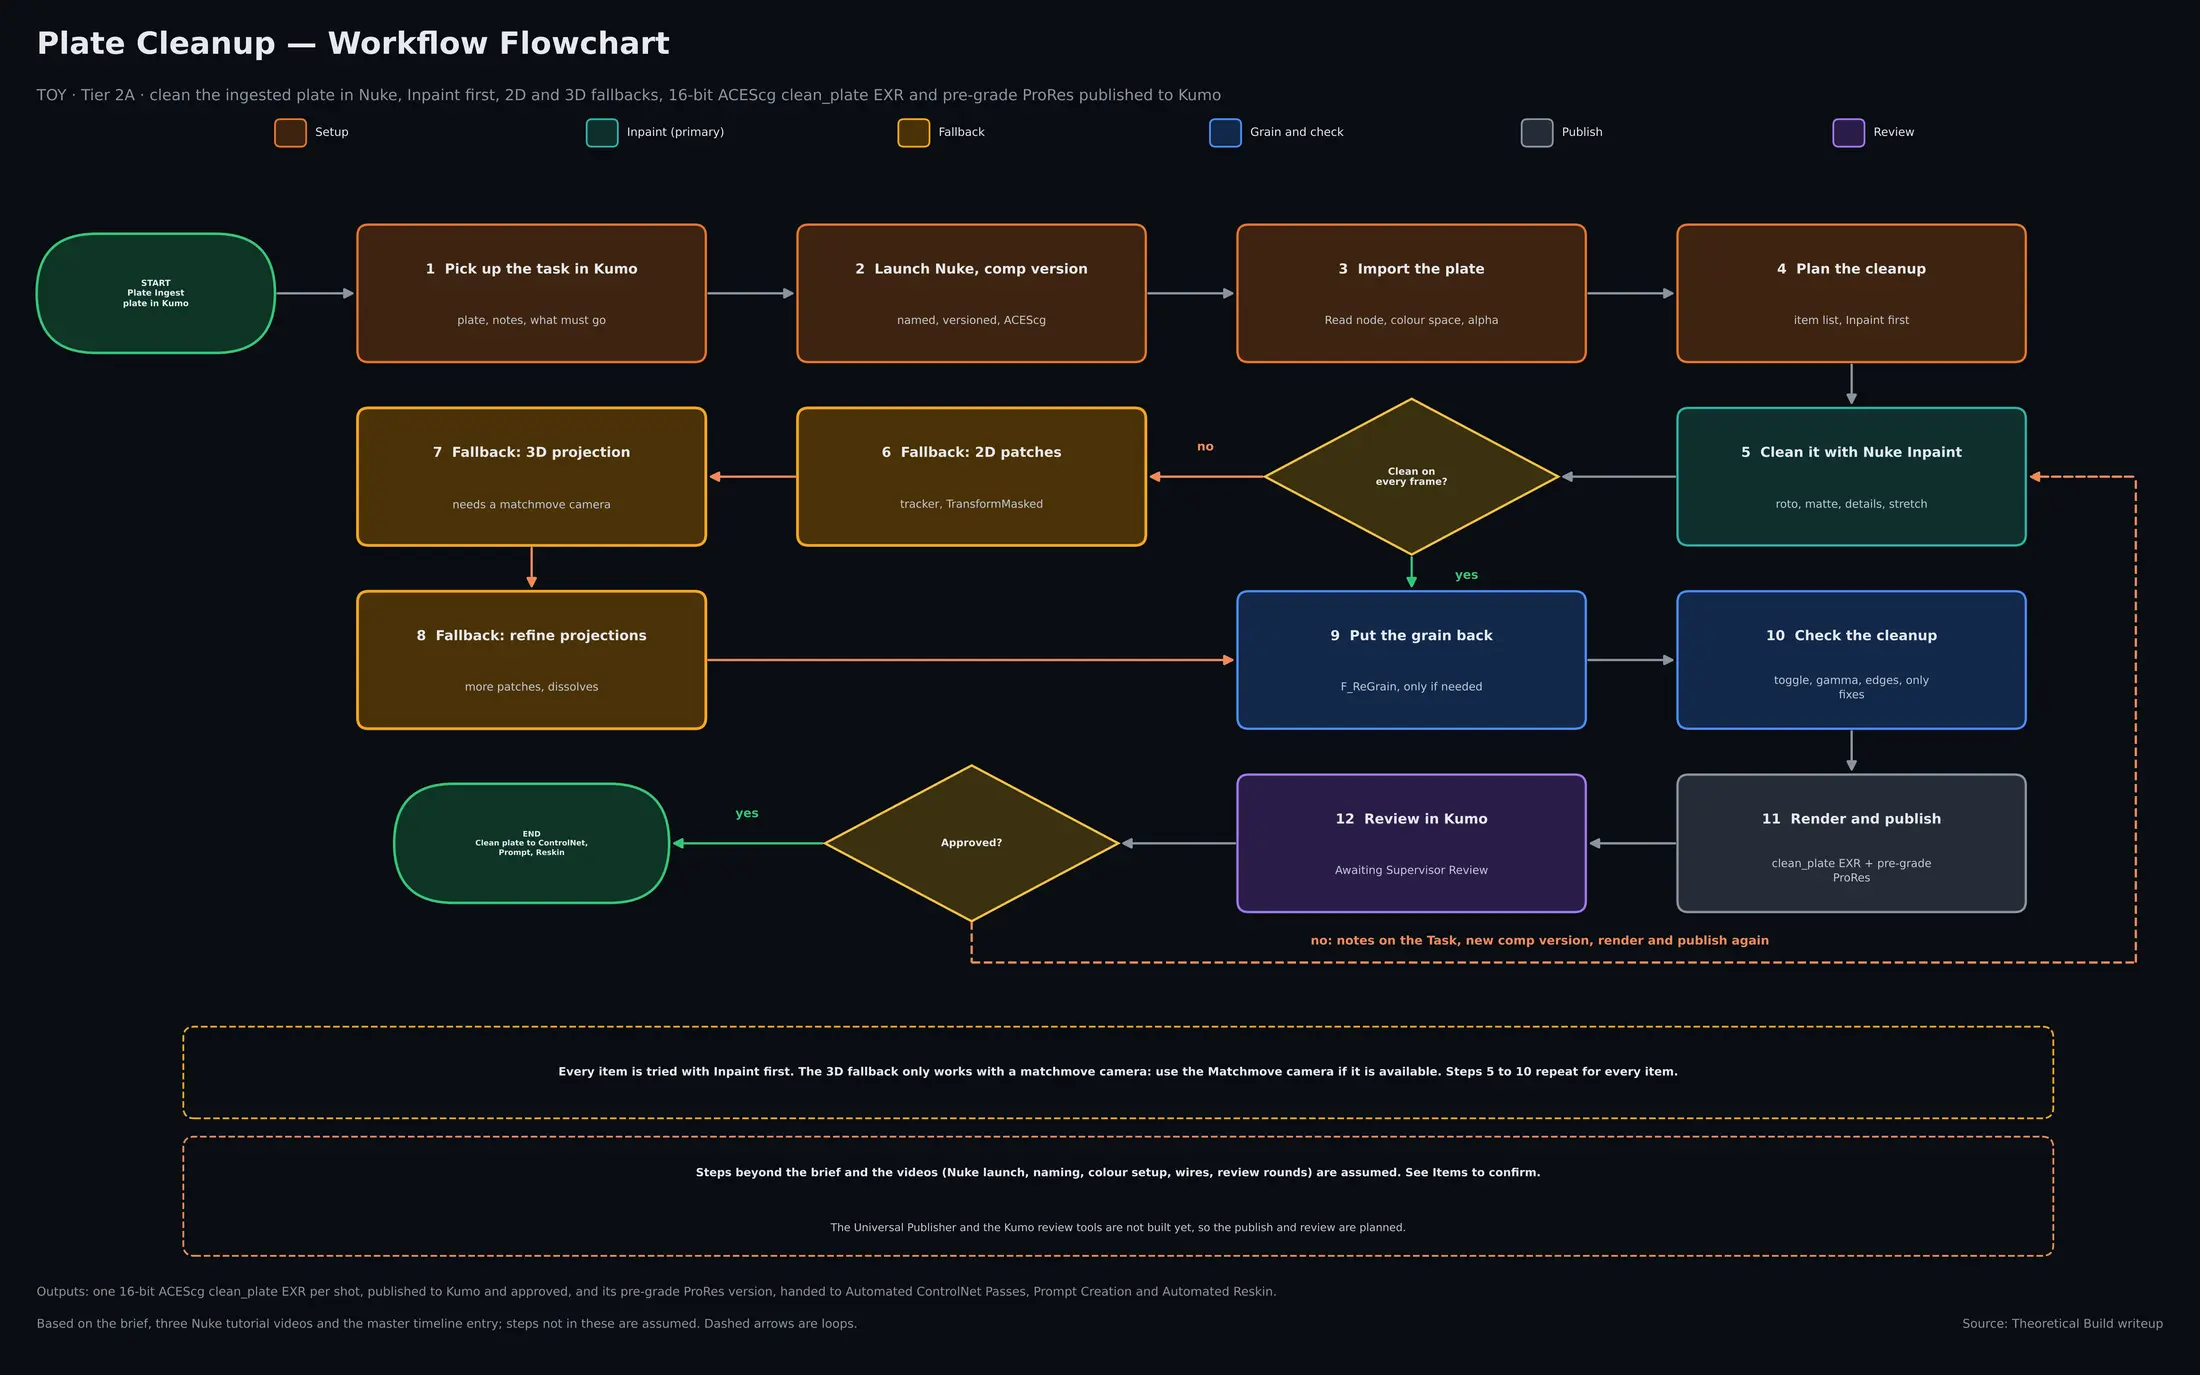 Plate Cleanup — Workflow Flowchart
TOY · Tier 2A · clean the ingested plate in Nuke, Inpaint first, 2D and 3D fallbacks, 16-bit ACEScg clean_plate EXR and pre-grade ProRes published to Kumo
Setup
Inpaint (primary)
Fallback
Grain and check
Publish
Review
START
Plate Ingest
plate in Kumo
1 Pick up the task in Kumo
plate, notes, what must go
2 Launch Nuke, comp version
named, versioned, ACEScg
3 Import the plate
Read node, colour space, alpha
4 Plan the cleanup
item list, Inpaint first
5 Clean it with Nuke Inpaint
roto, matte, details, stretch
Clean on
every frame?
no
yes
6 Fallback: 2D patches
tracker, TransformMasked
7 Fallback: 3D projection
needs a matchmove camera
8 Fallback: refine projections
more patches, dissolves
9 Put the grain back
F_ReGrain, only if needed
10 Check the cleanup
toggle, gamma, edges, only
fixes
11 Render and publish
clean_plate EXR + pre-grade
ProRes
12 Review in Kumo
Awaiting Supervisor Review
Approved?
yes
END
Clean plate to ControlNet,
Prompt, Reskin
no: notes on the Task, new comp version, render and publish again
Every item is tried with Inpaint first. The 3D fallback only works with a matchmove camera: use the Matchmove camera if it is available. Steps 5 to 10 repeat for every item.
Steps beyond the brief and the videos (Nuke launch, naming, colour setup, wires, review rounds) are assumed. See Items to confirm.
The Universal Publisher and the Kumo review tools are not built yet, so the publish and review are planned.
Outputs: one 16-bit ACEScg clean_plate EXR per shot, published to Kumo and approved, and its pre-grade ProRes version, handed to Automated ControlNet Passes, Prompt Creation and Automated Reskin.
Based on the brief, three Nuke tutorial videos and the master timeline entry; steps not in these are assumed. Dashed arrows are loops.
Source: Theoretical Build writeup